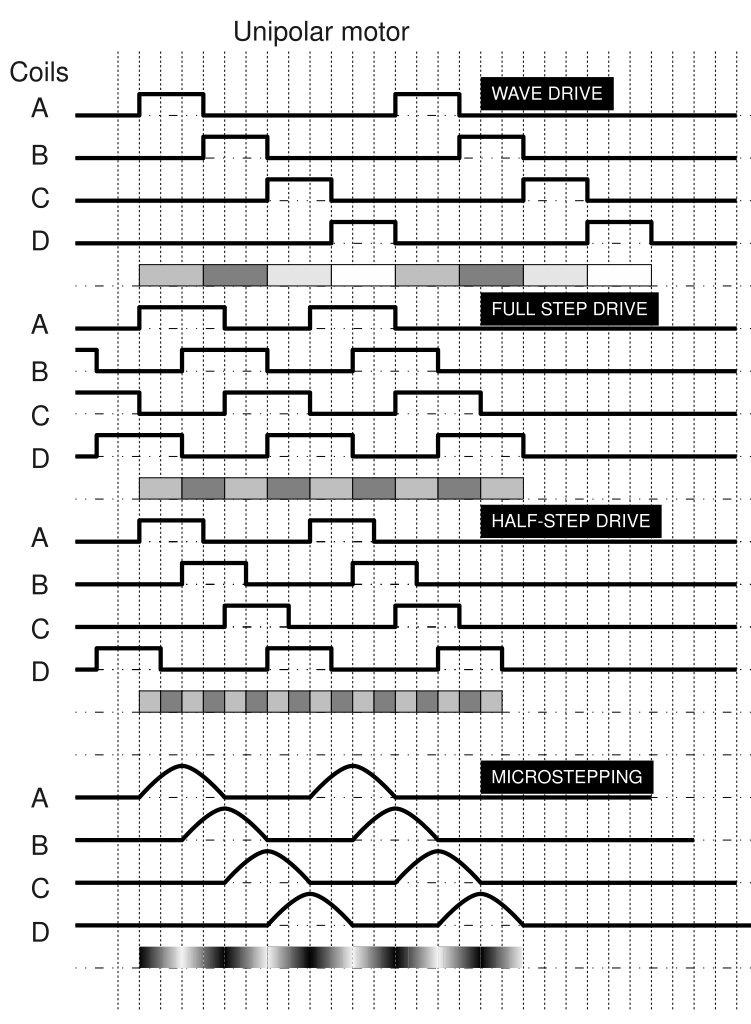 Unipolar motor
Coils
WAVE DRIVE
A
B
C
D
FULL STEP DRIVE
A
B
C
D
HALF-STEP DRIVE
A
B
C
D
MICROSTEPPING
A
B
C
D